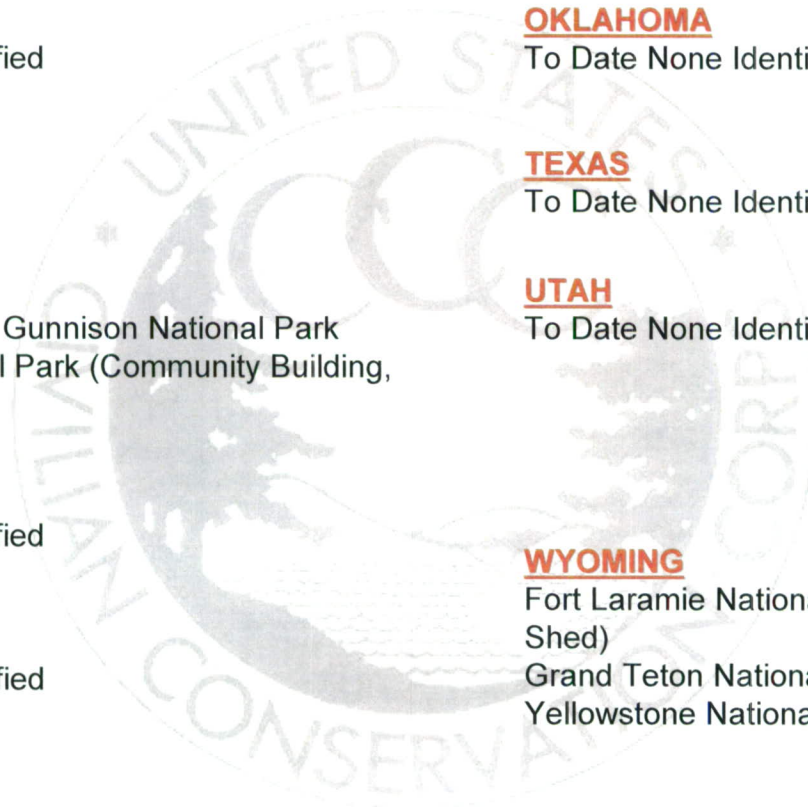 fied
Gunnison National Park
l Park (Community Building,
fied
fied
OKLAHOMA
To Date None Identi
TEXAS
To Date None Identi
UTAH
To Date None Identi
WYOMING
Fort Laramie Nationa
Shed)
Grand Teton Nationa
Yellowstone Nationa
UNITED STATES
CIVILIAN CONSERVATION CORPS
CCC